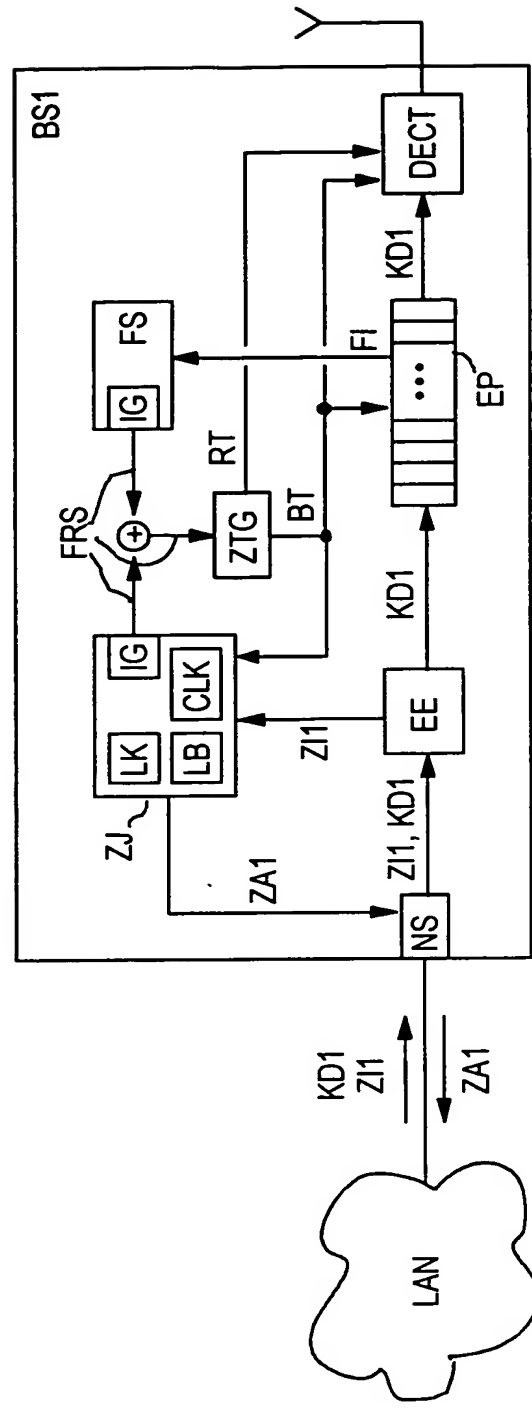 BS1
FS
IG
FRS
+
IG
LK
CLK
LB
ZJ
RT
ZTG
BT
FI
ZI1
ZA1
DECT
KD1
EP
KD1
EE
ZI1, KD1
NS
KD1
ZI1
ZA1
LAN